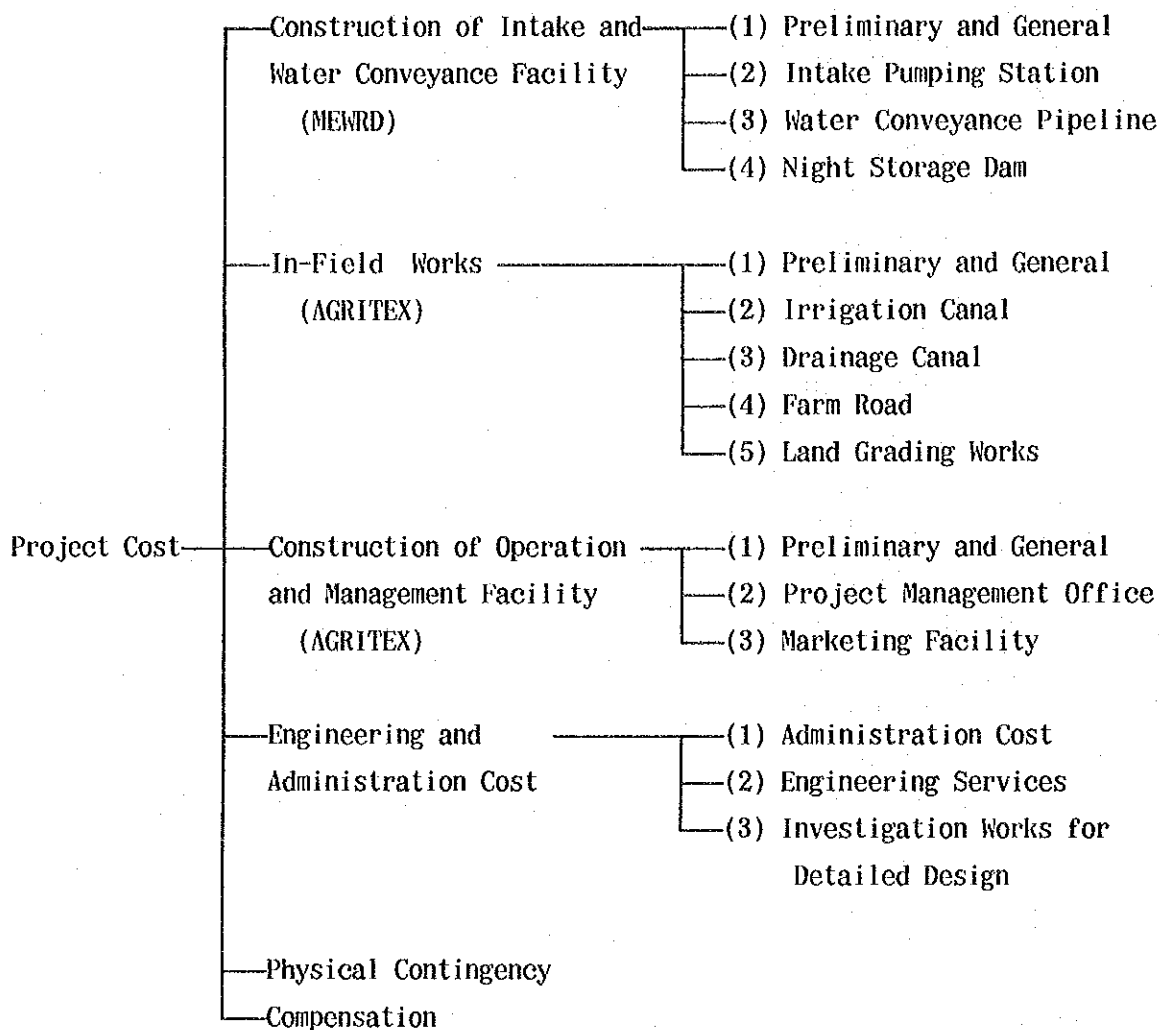 Construction of Intake and (1) Preliminary and General
Water Conveyance Facility (2) Intake Pumping Station
(MEWRD) (3) Water Conveyance Pipeline
(4) Night Storage Dam
In-Field Works (1) Preliminary and General
(AGRITEX) (2) Irrigation Canal
(3) Drainage Canal
(4) Farm Road
(5) Land Grading Works
Project Cost Construction of Operation (1) Preliminary and General
and Management Facility (2) Project Management Office
(AGRITEX) (3) Marketing Facility
Engineering and (1) Administration Cost
Administration Cost (2) Engineering Services
(3) Investigation Works for
Detailed Design
Physical Contingency
Compensation